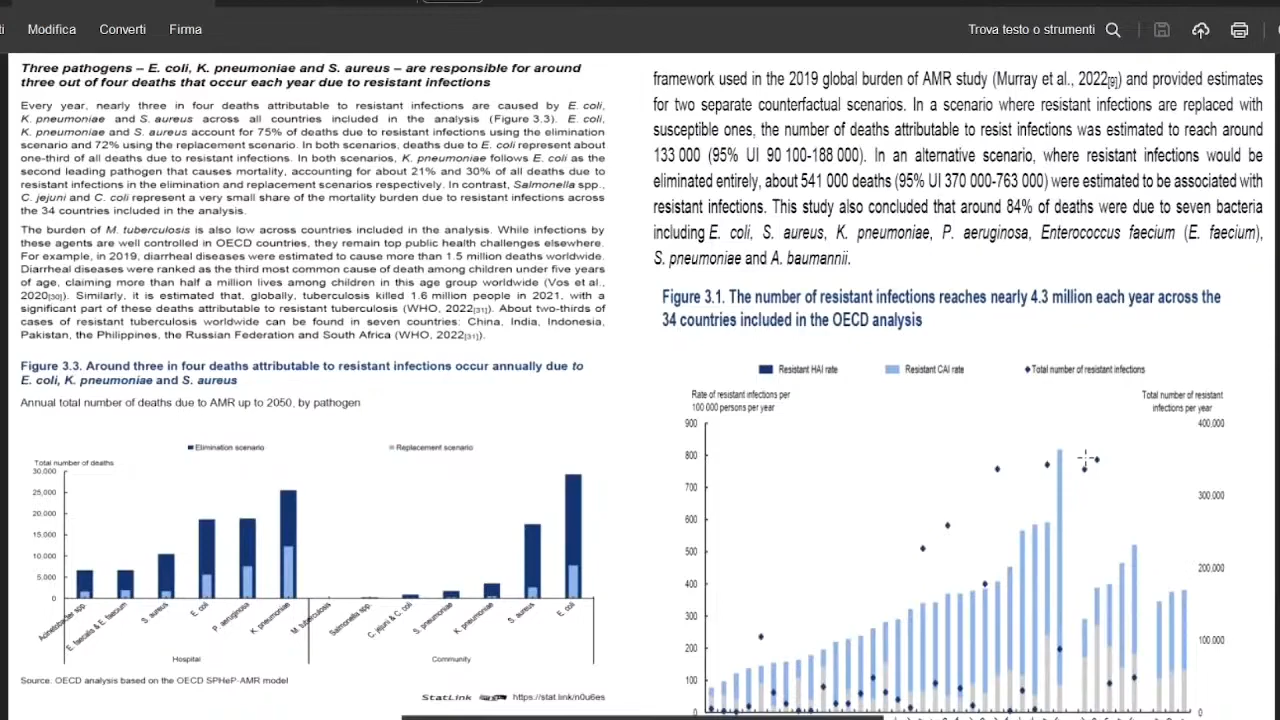 Modifica
Converti
Firma
Trova testo o strumenti
Three pathogens – E. coli, K. pneumoniae and S. aureus – are responsible for around
three out of four deaths that occur each year due to resistant infections
Every year, nearly three in four deaths attributable to resistant infections are caused by E. coli,
K. pneumoniae and S. aureus across all countries included in the analysis (Figure 3.3). E. coli,
K. pneumoniae and S. aureus account for 75% of deaths due to resistant infections using the elimination
scenario and 72% using the replacement scenario. In both scenarios, deaths due to E. coli represent about
one-third of all deaths due to resistant infections. In both scenarios, K. pneumoniae follows E. coli as the
second leading pathogen that causes mortality, accounting for about 21% and 30% of all deaths due to
resistant infections in the elimination and replacement scenarios respectively. In contrast, Salmonella spp.,
C. jejuni and C. coli represent a very small share of the mortality burden due to resistant infections across
the 34 countries included in the analysis.
The burden of M. tuberculosis is also low across countries included in the analysis. While infections by
these agents are well controlled in OECD countries, they remain top public health challenges elsewhere.
For example, in 2019, diarrheal diseases were estimated to cause more than 1.5 million deaths worldwide.
Diarrheal diseases were ranked as the third most common cause of death among children under five years
of age, claiming more than half a million lives among children in this age group worldwide (Vos et al.,
2020[30]). Similarly, it is estimated that, globally, tuberculosis killed 1.6 million people in 2021, with a
significant part of these deaths attributable to resistant tuberculosis (WHO, 2022[31]). About two-thirds of
cases of resistant tuberculosis worldwide can be found in seven countries: China, India, Indonesia,
Pakistan, the Philippines, the Russian Federation and South Africa (WHO, 2022[31]).
Figure 3.3. Around three in four deaths attributable to resistant infections occur annually due to
E. coli, K. pneumoniae and S. aureus
Annual total number of deaths due to AMR up to 2050, by pathogen
Elimination scenario
Replacement scenario
Total number of deaths
30,000
25,000
20,000
15,000
10,000
5,000
0
Acinetobacter spp.
E. faecalis & E. faecium
S. aureus
E. coli
P. aeruginosa
K. pneumoniae
M. tuberculosis
Salmonella spp.
C. jejuni & C. coli
S. pneumoniae
K. pneumoniae
S. aureus
E. coli
Hospital
Community
Source: OECD analysis based on the OECD SPHeP-AMR model
StatLink https://stat.link/n0u6es
framework used in the 2019 global burden of AMR study (Murray et al., 2022[9]) and provided estimates
for two separate counterfactual scenarios. In a scenario where resistant infections are replaced with
susceptible ones, the number of deaths attributable to resist infections was estimated to reach around
133 000 (95% UI 90 100-188 000). In an alternative scenario, where resistant infections would be
eliminated entirely, about 541 000 deaths (95% UI 370 000-763 000) were estimated to be associated with
resistant infections. This study also concluded that around 84% of deaths were due to seven bacteria
including E. coli, S. aureus, K. pneumoniae, P. aeruginosa, Enterococcus faecium (E. faecium),
S. pneumoniae and A. baumannii.
Figure 3.1. The number of resistant infections reaches nearly 4.3 million each year across the
34 countries included in the OECD analysis
Resistant HAI rate
Resistant CAI rate
Total number of resistant infections
Rate of resistant infections per
100 000 persons per year
Total number of resistant
infections per year
900
800
700
600
500
400
300
200
100
0
400,000
300,000
200,000
100,000
0